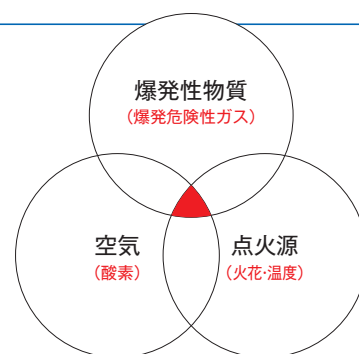 爆発性物質
（爆発危険性ガス）
空気
（酸素）
点火源
（火花·温度）